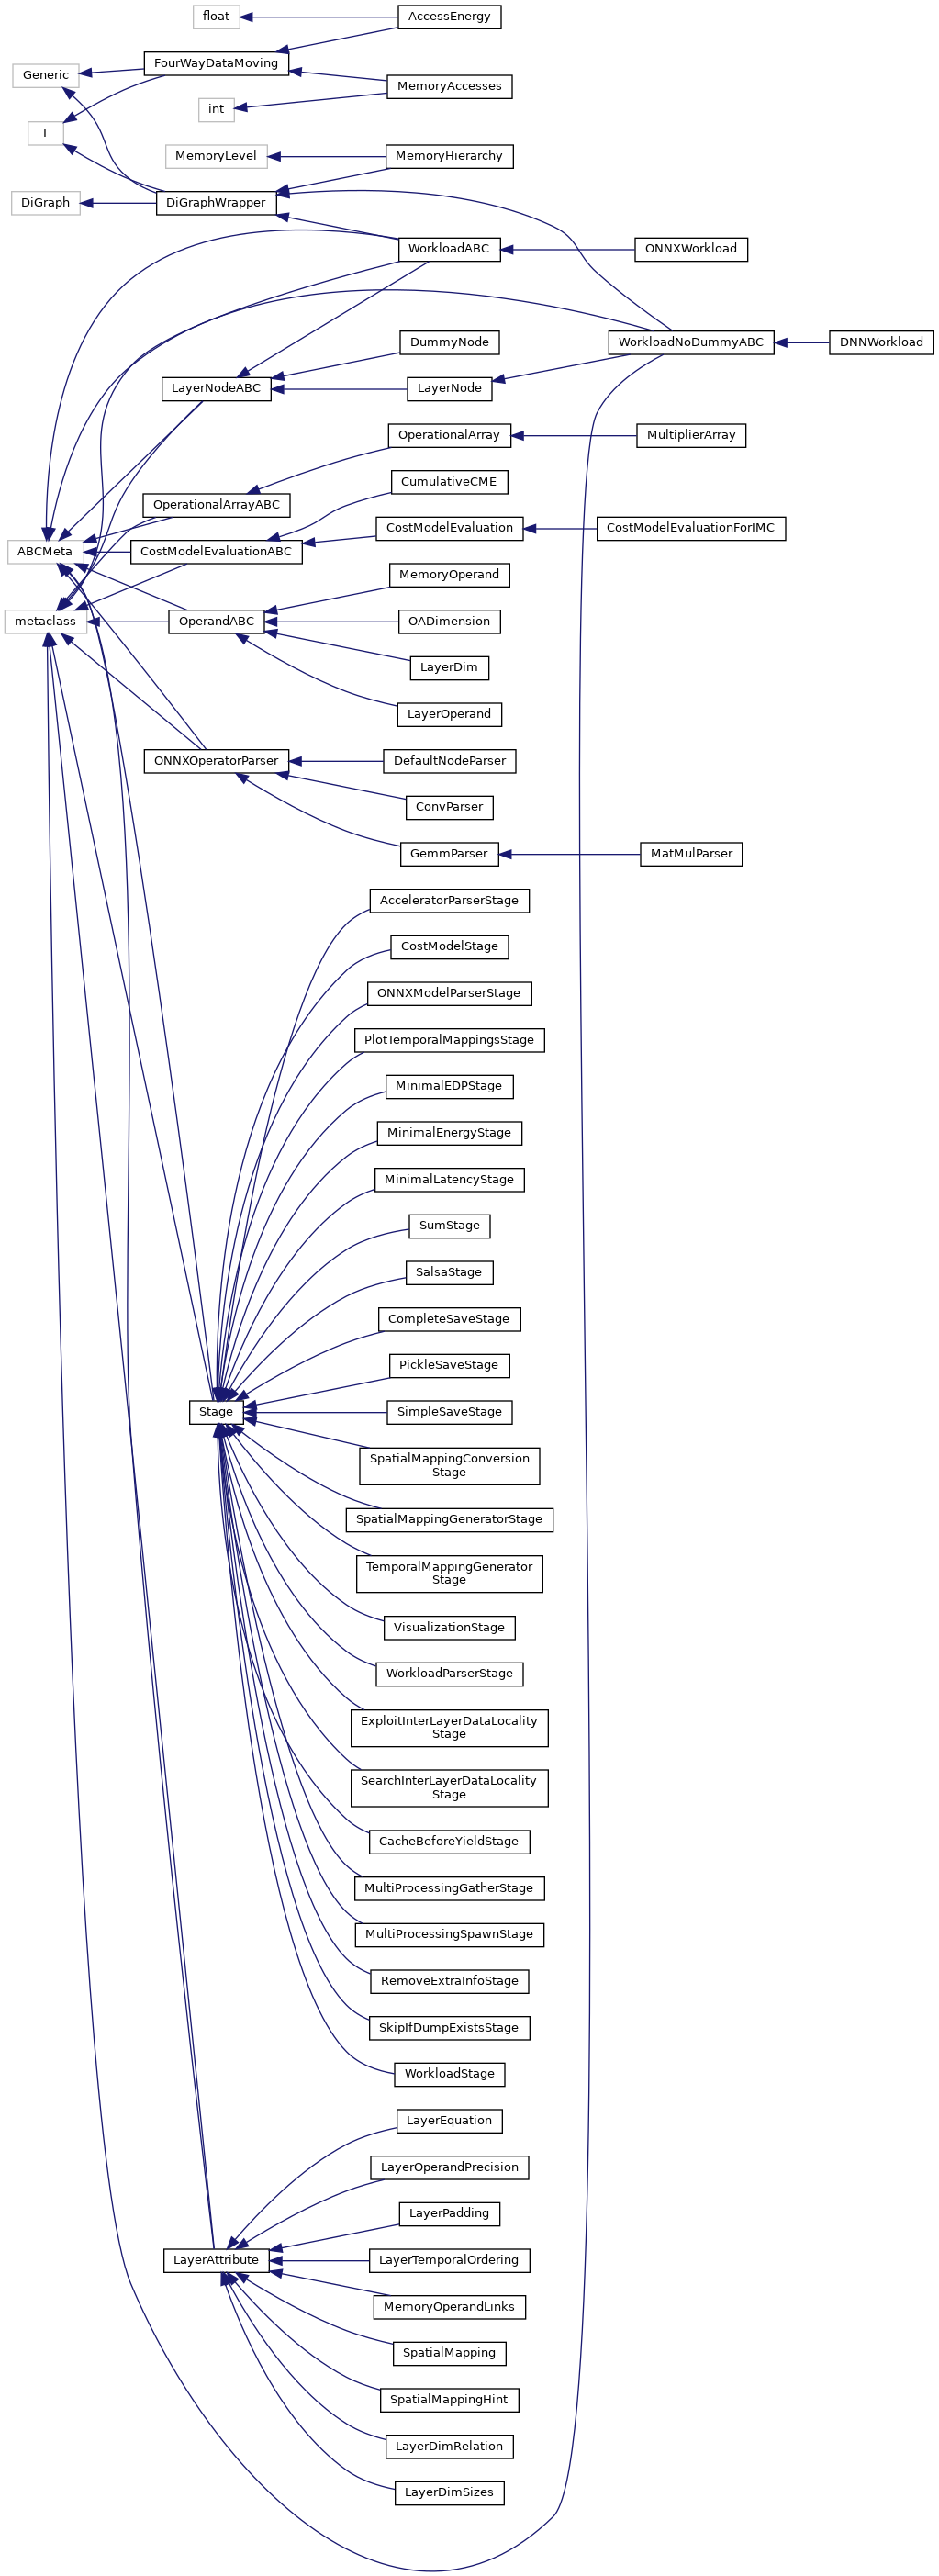 float
AccessEnergy
FourWayDataMoving
Generic
MemoryAccesses
int
T
MemoryLevel
MemoryHierarchy
DiGraph
DiGraphWrapper
WorkloadABC
ONNXWorkload
DummyNode
WorkloadNoDummyABC
DNNWorkload
LayerNodeABC
LayerNode
OperationalArray
MultiplierArray
CumulativeCME
OperationalArrayABC
CostModelEvaluation
CostModelEvaluationForIMC
ABCMeta
CostModelEvaluationABC
MemoryOperand
metaclass
OperandABC
OADimension
LayerDim
LayerOperand
ONNXOperatorParser
DefaultNodeParser
ConvParser
GemmParser
MatMulParser
AcceleratorParserStage
CostModelStage
ONNXModelParserStage
PlotTemporalMappingsStage
MinimalEDPStage
MinimalEnergyStage
MinimalLatencyStage
SumStage
SalsaStage
CompleteSaveStage
PickleSaveStage
Stage
SimpleSaveStage
SpatialMappingConversion
Stage
SpatialMappingGeneratorStage
TemporalMappingGenerator
Stage
VisualizationStage
WorkloadParserStage
ExploitInterLayerDataLocality
Stage
SearchInterLayerDataLocality
Stage
CacheBeforeYieldStage
MultiProcessingGatherStage
MultiProcessingSpawnStage
RemoveExtraInfoStage
SkipIfDumpExistsStage
WorkloadStage
LayerEquation
LayerOperandPrecision
LayerPadding
LayerAttribute
LayerTemporalOrdering
MemoryOperandLinks
SpatialMapping
SpatialMappingHint
LayerDimRelation
LayerDimSizes